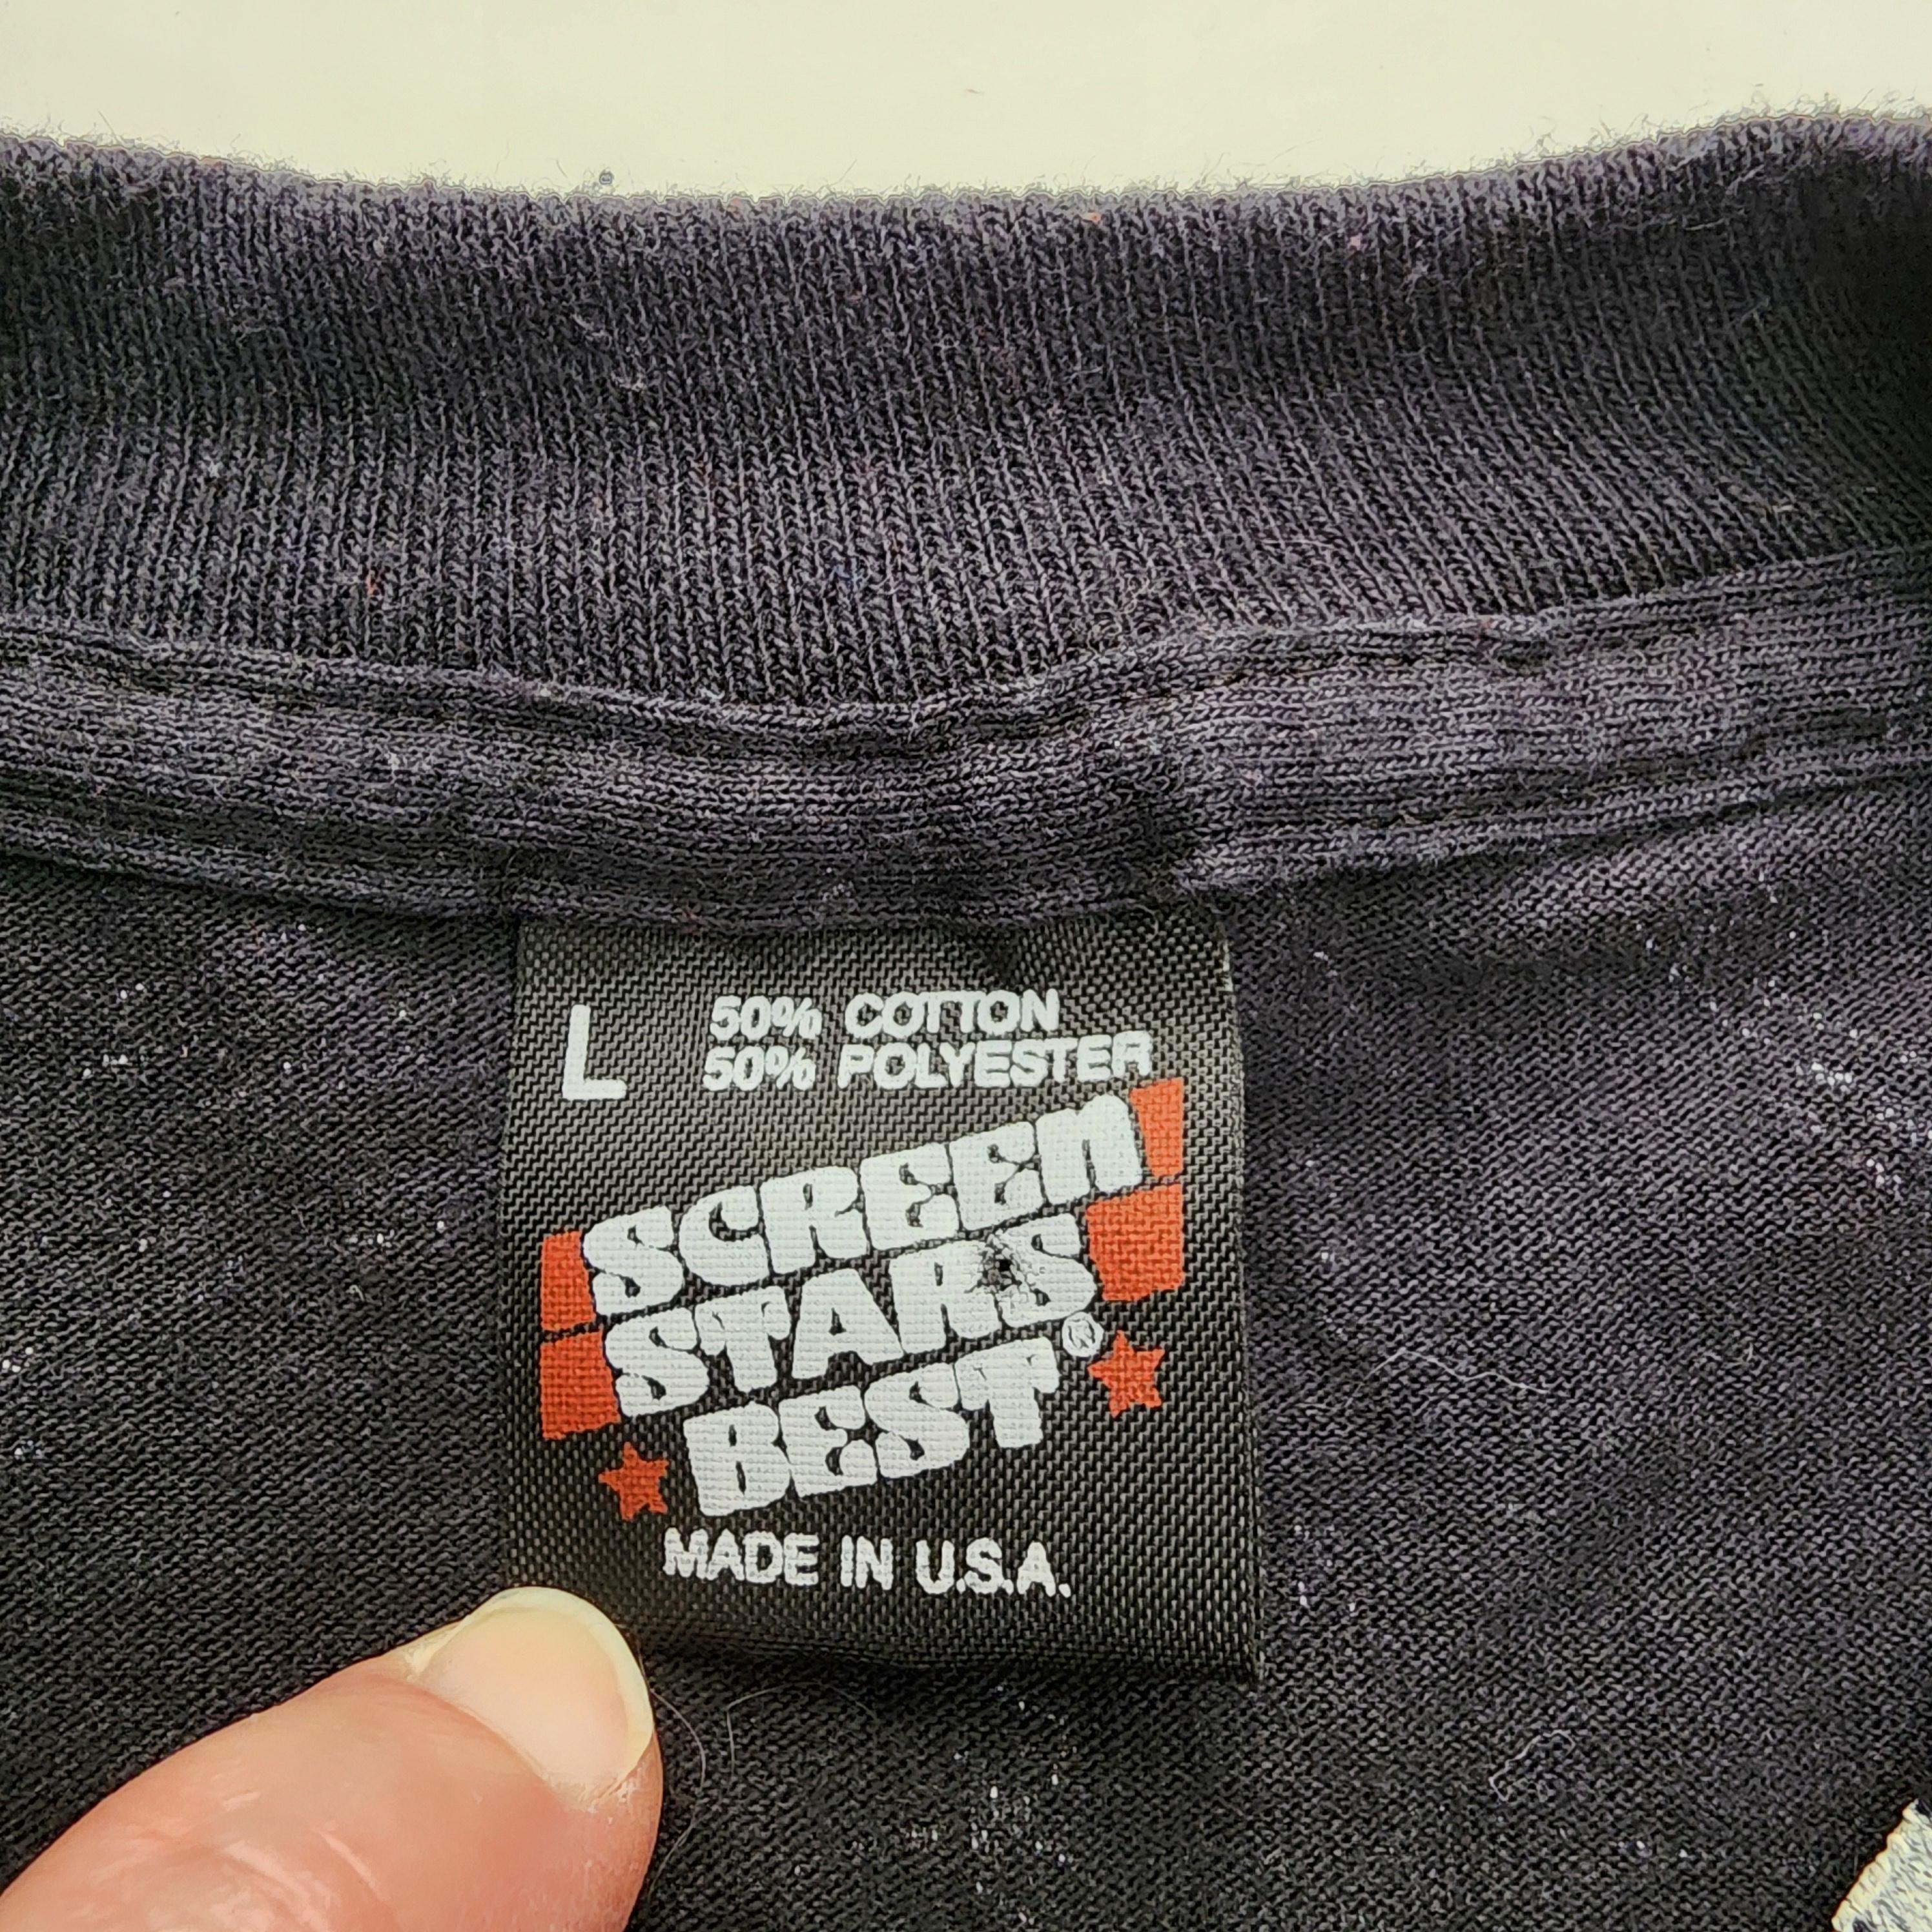 L 50% COTTON
50% POLYESTER
SCREEN
STARS
BEST®
MADE IN U.S.A.